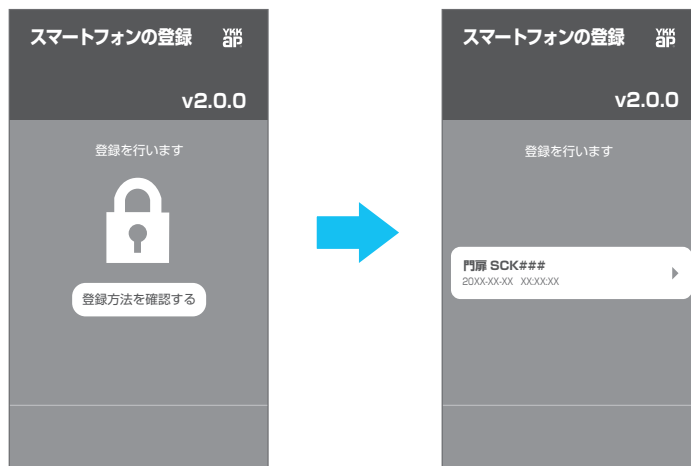 スマートフォンの登録 YKK ap
v2.0.0
登録を行います
登録方法を確認する
スマートフォンの登録 YKK ap
v2.0.0
登録を行います
門扉 SCK###
20XX-XX-XX XX:XX:XX